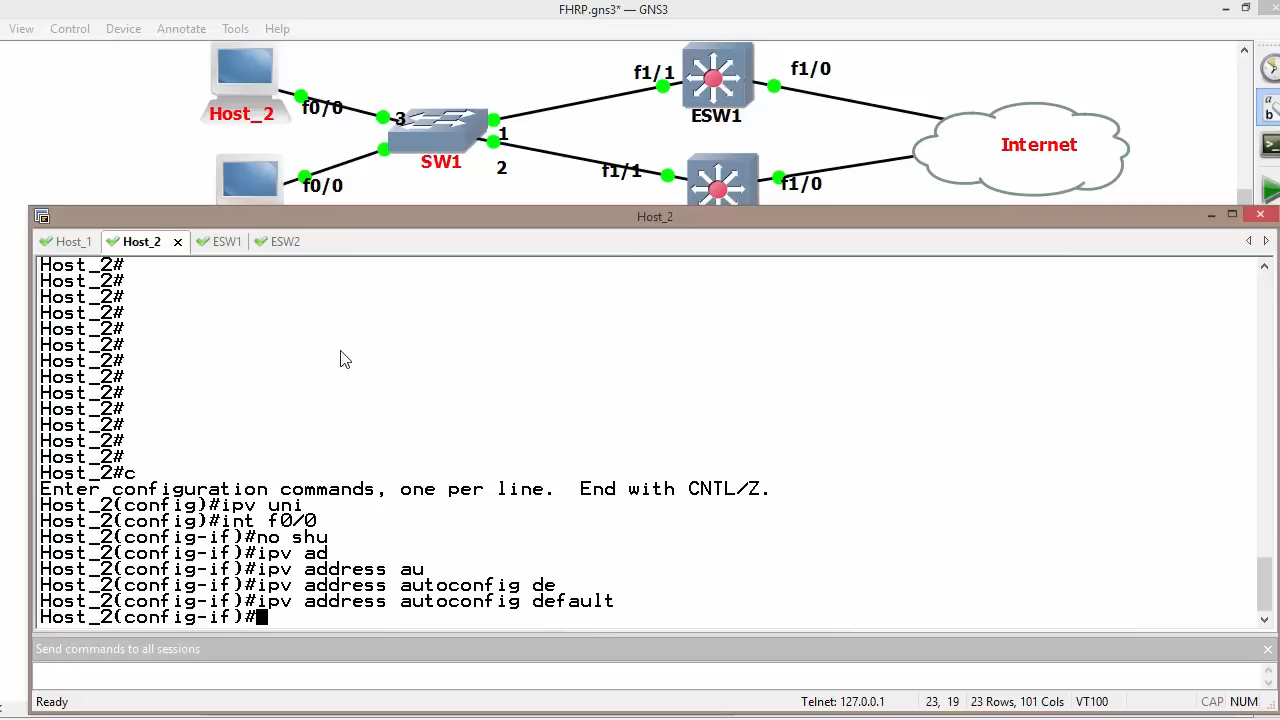 FHRP.gns3* — GNS3
View Control Device Annotate Tools Help
f1/1
f1/0
f0/0
Host_2
3
ESW1
1
SW1
Internet
2
f1/1
f0/0
f1/0
Host_2
Host_1 Host_2 ESW1 ESW2
Host_2#
Host_2#
Host_2#
Host_2#
Host_2#
Host_2#
Host_2#
Host_2#
Host_2#
Host_2#
Host_2#
Host_2#
Host_2#
Host_2#c
Enter configuration commands, one per line. End with CNTL/Z.
Host_2(config)#ipv uni
Host_2(config)#int f0/0
Host_2(config-if)#no shu
Host_2(config-if)#ipv ad
Host_2(config-if)#ipv address au
Host_2(config-if)#ipv address autoconfig de
Host_2(config-if)#ipv address autoconfig default
Host_2(config-if)#
Send commands to all sessions
Ready Telnet: 127.0.0.1 23, 19 23 Rows, 101 Cols VT100 CAP NUM